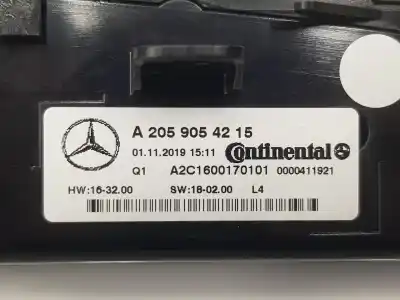 A 205 905 42 15
01.11.2019 15:11 Continental
Q1 A2C1600170101 0000411921
HW:16-32.00 SW:18-02.00 L4